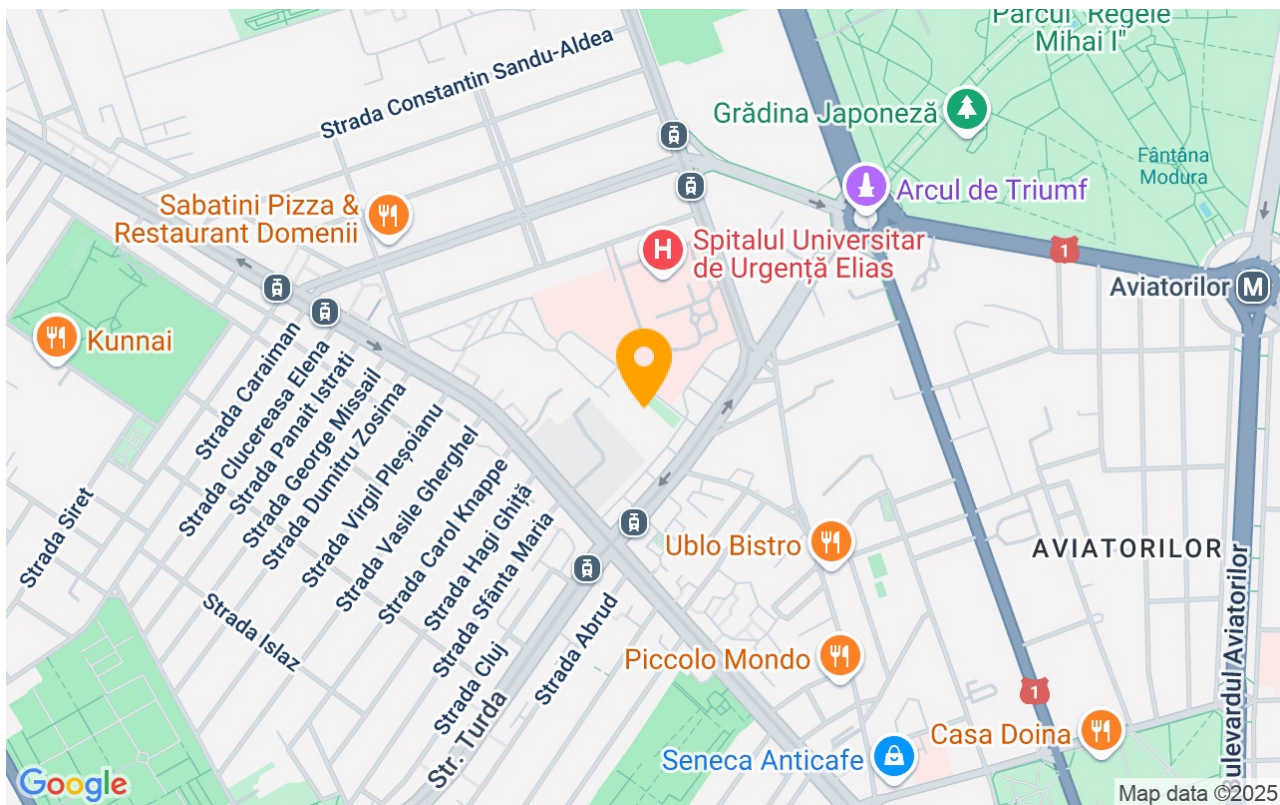 Parcul "Regele
Mihai I"
Strada Constantin Sandu-Aldea
Grădina Japoneză
Fântâna
Modura
Arcul de Triumf
Sabatini Pizza &
Restaurant Domenii
Spitalul Universitar
de Urgență Elias
H
1
Aviatorilor
M
Kunnai
Strada Caraiman
Strada Clucereasa Elena
Strada Panait Istrati
Strada George Missail
Strada Dumitru Zosima
Strada Virgil Pleșoianu
Strada Vasile Gherghel
Strada Carol Knappe
Strada Hagi Ghiță
Strada Sfânta Maria
Strada Cluj
Str. Turda
Strada Abrud
Strada Siret
Strada Islaz
Ublo Bistro
AVIATORILOR
Bulevardul Aviatorilor
Piccolo Mondo
1
Casa Doina
Seneca Anticafe
Google
Map data ©2025